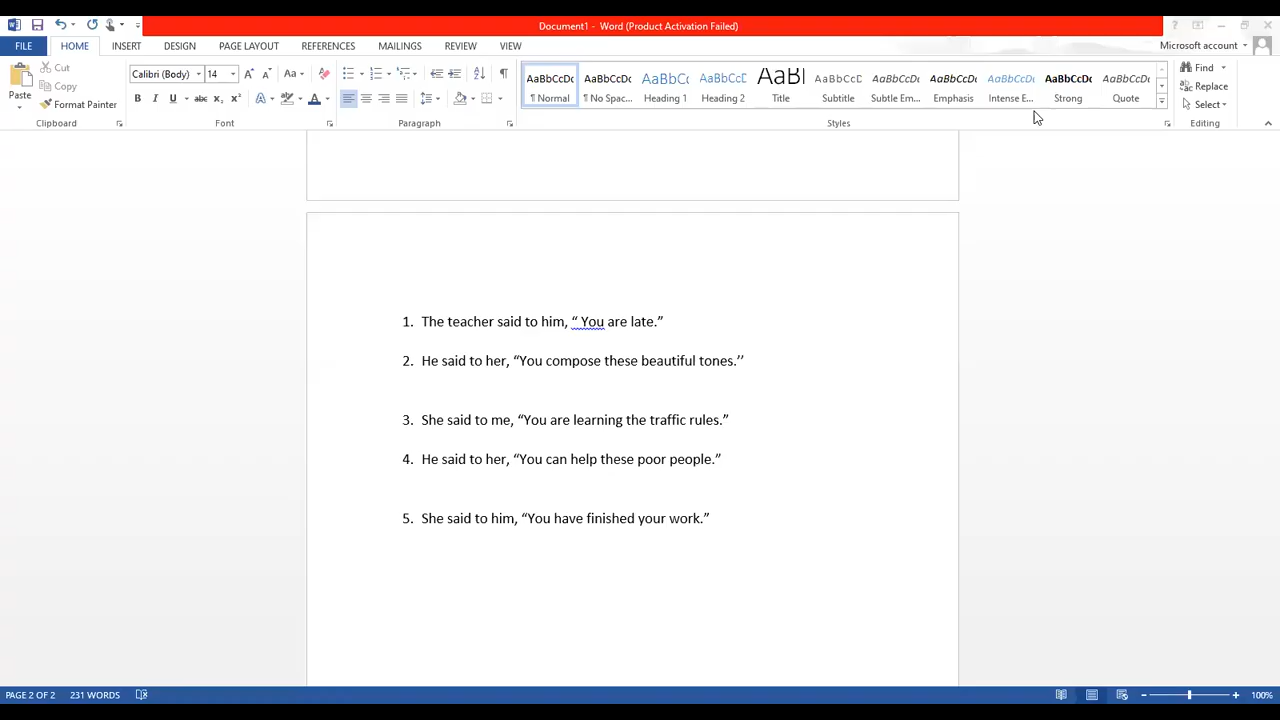 Document1 - Word (Product Activation Failed)
FILE HOME INSERT DESIGN PAGE LAYOUT REFERENCES MAILINGS REVIEW VIEW Microsoft account
Paste Cut Copy Format Painter
Clipboard
Calibri (Body) 14
Font
Paragraph
AaBbCcDc AaBbCcDc AaBbCc AaBbCcD AaBl AaBbCcD AaBbCcDc AaBbCcDc AaBbCcDc AaBbCcDc AaBbCcDc
¶ Normal ¶ No Spac... Heading 1 Heading 2 Title Subtitle Subtle Em... Emphasis Intense E... Strong Quote
Styles
Find
Replace
Select
Editing
1. The teacher said to him, “ You are late.”
2. He said to her, “You compose these beautiful tones.’’
3. She said to me, “You are learning the traffic rules.”
4. He said to her, “You can help these poor people.”
5. She said to him, “You have finished your work.”
PAGE 2 OF 2 231 WORDS 100%